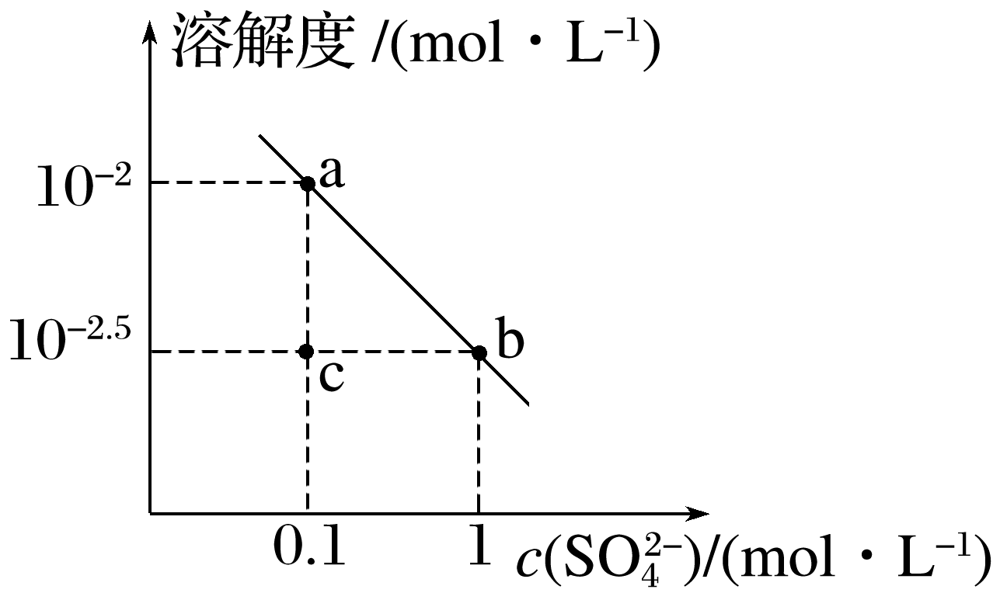 溶解度 /(mol · L⁻¹)
10⁻²
a
10⁻²·⁵
b
c
0.1
1
c(SO₄²⁻)/(mol · L⁻¹)